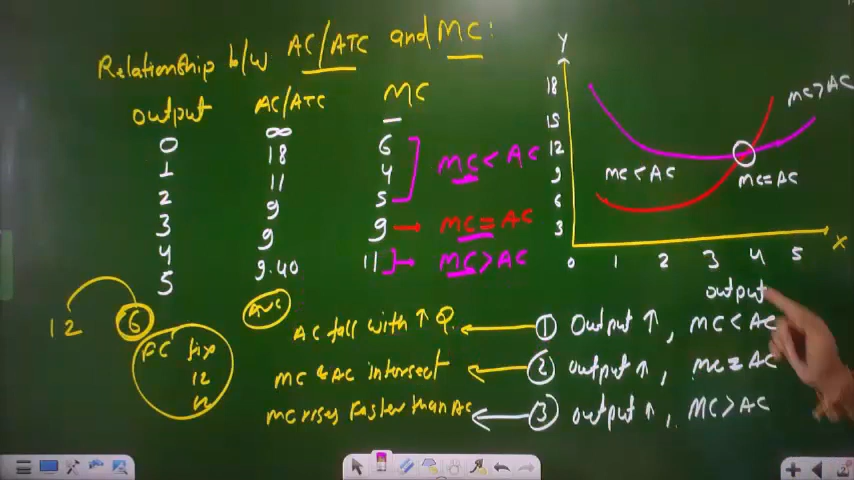 Relationship b/w AC/ATC and MC:
output AC/ATC MC
0 ∞
1 18 6
2 11 4
3 9 5
4 9 9
5 9.40 11
MC < AC
MC = AC
MC > AC
12 6
FC fix
12
AVC
AC fall with ↑ Q.
MC & AC intersect
MC rises faster than AC
① Output ↑, MC < AC
② output ↑, MC = AC
③ output ↑, MC > AC
Y
18
15
12
9
6
3
0 1 2 3 4 5
X
output
MC > AC
MC < AC
MC = AC